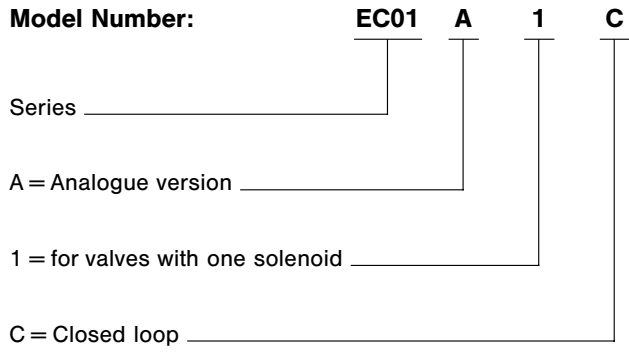 Model Number: EC01 A 1 C
Series
A = Analogue version
1 = for valves with one solenoid
C = Closed loop